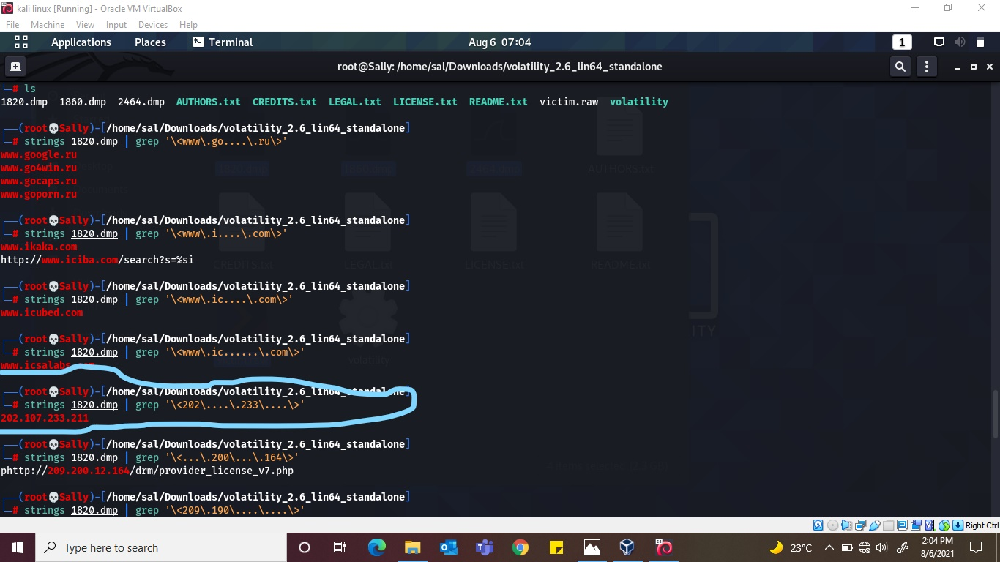 kali linux [Running] - Oracle VM VirtualBox
File Machine View Input Devices Help
Applications Places Terminal Aug 6 07:04 1
root@Sally: /home/sal/Downloads/volatility_2.6_lin64_standalone
└─# ls
1820.dmp 1860.dmp 2464.dmp AUTHORS.txt CREDITS.txt LEGAL.txt LICENSE.txt README.txt victim.raw volatility
┌──(root💀Sally)-[/home/sal/Downloads/volatility_2.6_lin64_standalone]
└─# strings 1820.dmp | grep '\<www\.go....\.ru\>'
www.google.ru
www.go4win.ru
www.gocaps.ru
www.goporn.ru
┌──(root💀Sally)-[/home/sal/Downloads/volatility_2.6_lin64_standalone]
└─# strings 1820.dmp | grep '\<www\.i....\.com\>'
www.ikaka.com
http://www.iciba.com/search?s=%si
┌──(root💀Sally)-[/home/sal/Downloads/volatility_2.6_lin64_standalone]
└─# strings 1820.dmp | grep '\<www\.ic....\.com\>'
www.icubed.com
┌──(root💀Sally)-[/home/sal/Downloads/volatility_2.6_lin64_standalone]
└─# strings 1820.dmp | grep '\<www\.ic......\.com\>'
www.icsalabs.com
┌──(root💀Sally)-[/home/sal/Downloads/volatility_2.6_lin64_standalone]
└─# strings 1820.dmp | grep '\<202\....\.233\....\>'
202.107.233.211
┌──(root💀Sally)-[/home/sal/Downloads/volatility_2.6_lin64_standalone]
└─# strings 1820.dmp | grep '\<...\.200\...\.164\>'
phttp://209.200.12.164/drm/provider_license_v7.php
┌──(root💀Sally)-[/home/sal/Downloads/volatility_2.6_lin64_standalone]
└─# strings 1820.dmp | grep '\<209\.190\....\....\>'
AUTHORS.txt
CREDITS.txt LEGAL.txt LICENSE.txt README.txt
volatility
Right Ctrl
Type here to search
23°C
2:04 PM
8/6/2021